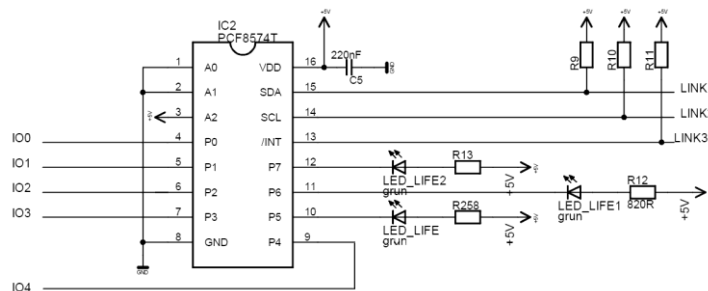 IC2
PCF8574T
+5V
+5V
+5V
+5V
220nF
C5
GND
R9
R10
R11
1 A0 VDD 16
2 A1 SDA 15 LINK
+5V 3 A2 SCL 14 LINK
IO0 4 P0 /INT 13 LINK3
IO1 5 P1 P7 12 LED_LIFE2 grun R13 +5V +5V
IO2 6 P2 P6 11 LED_LIFE1 grun R12 820R +5V +5V
IO3 7 P3 P5 10 LED_LIFE grun R258 +5V +5V
8 GND P4 9
GND
IO4